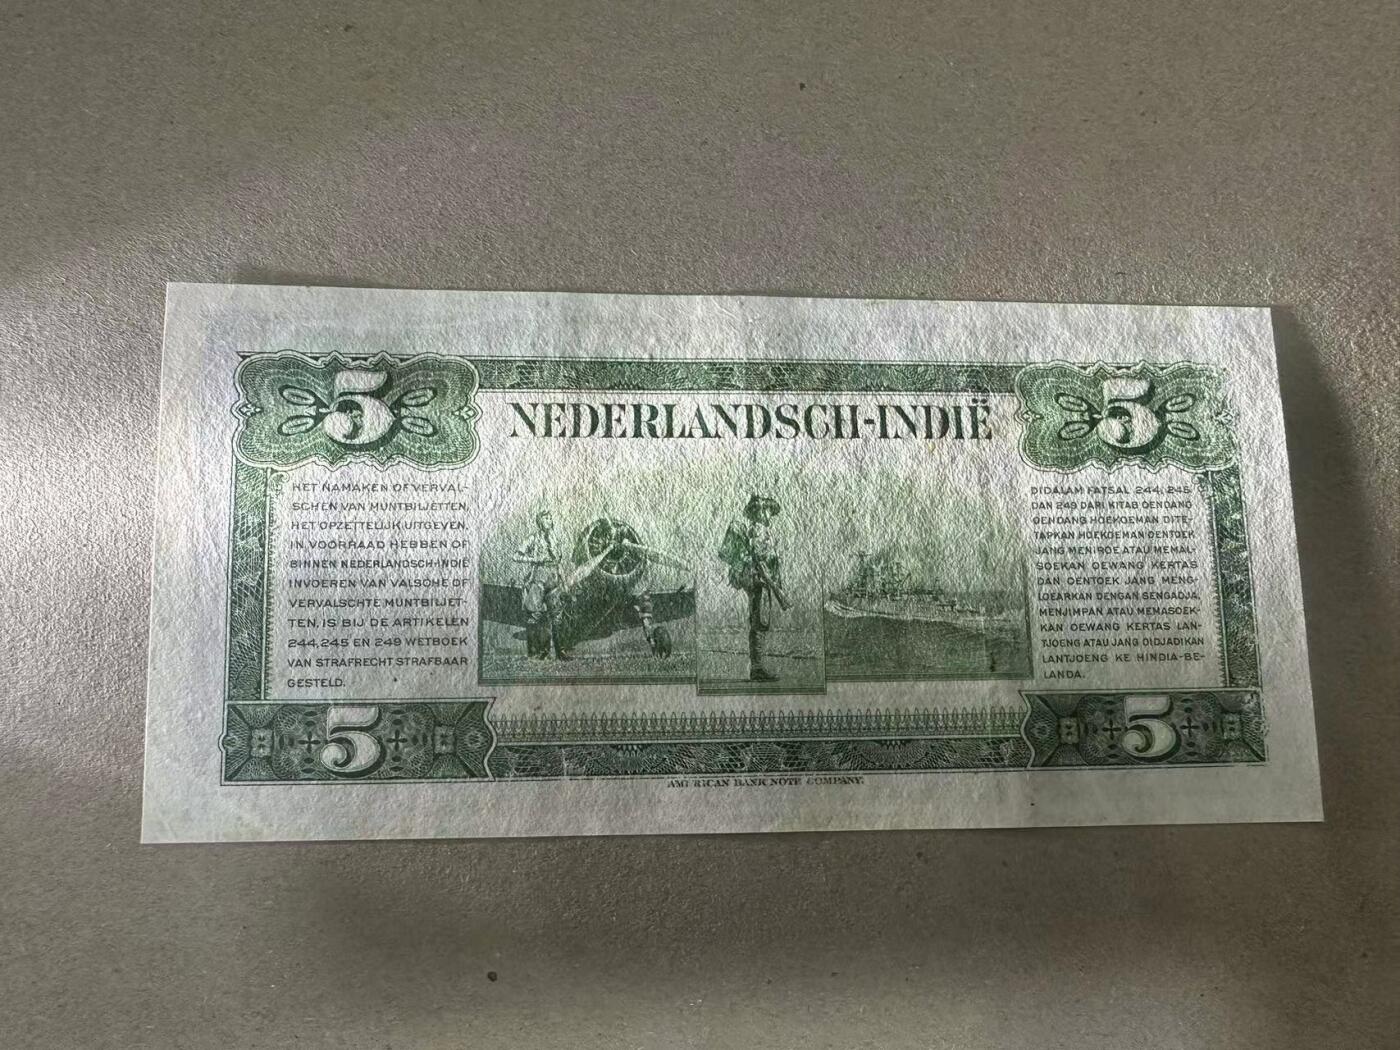 5
5
NEDERLANDSCH-INDIË
HET NAMAKEN OF VERVAL-
SCHEN VAN MUNTBILJETTEN,
HET OPZETTELIJK UITGEVEN,
IN VOORRAAD HEBBEN OF
BINNEN NEDERLANDSCH-INDIË
INVOEREN VAN VALSCHE OF
VERVALSCHTE MUNTBILJET-
TEN, IS BIJ DE ARTIKELEN
244, 245 EN 249 WETBOEK
VAN STRAFRECHT STRAFBAAR
GESTELD.
DIDALAM FATSAL 244, 245
DAN 249 DARI KITAB OENDANG
OENDANG HOEKOEMAN DITE-
TAPKAN HOEKOEMAN OENTOEK
JANG MENIROE ATAU MEMAL-
SOEKAN OEWANG KERTAS
DAN OENTOEK JANG MENG-
LOEARKAN DENGAN SENGADJA,
MENJIMPAN ATAU MEMASOEK-
KAN OEWANG KERTAS LAN-
TJOENG ATAU JANG DIDJADIKAN
LANTJOENG KE HINDIA-BE-
LANDA.
5
5
AMERICAN BANK NOTE COMPANY.